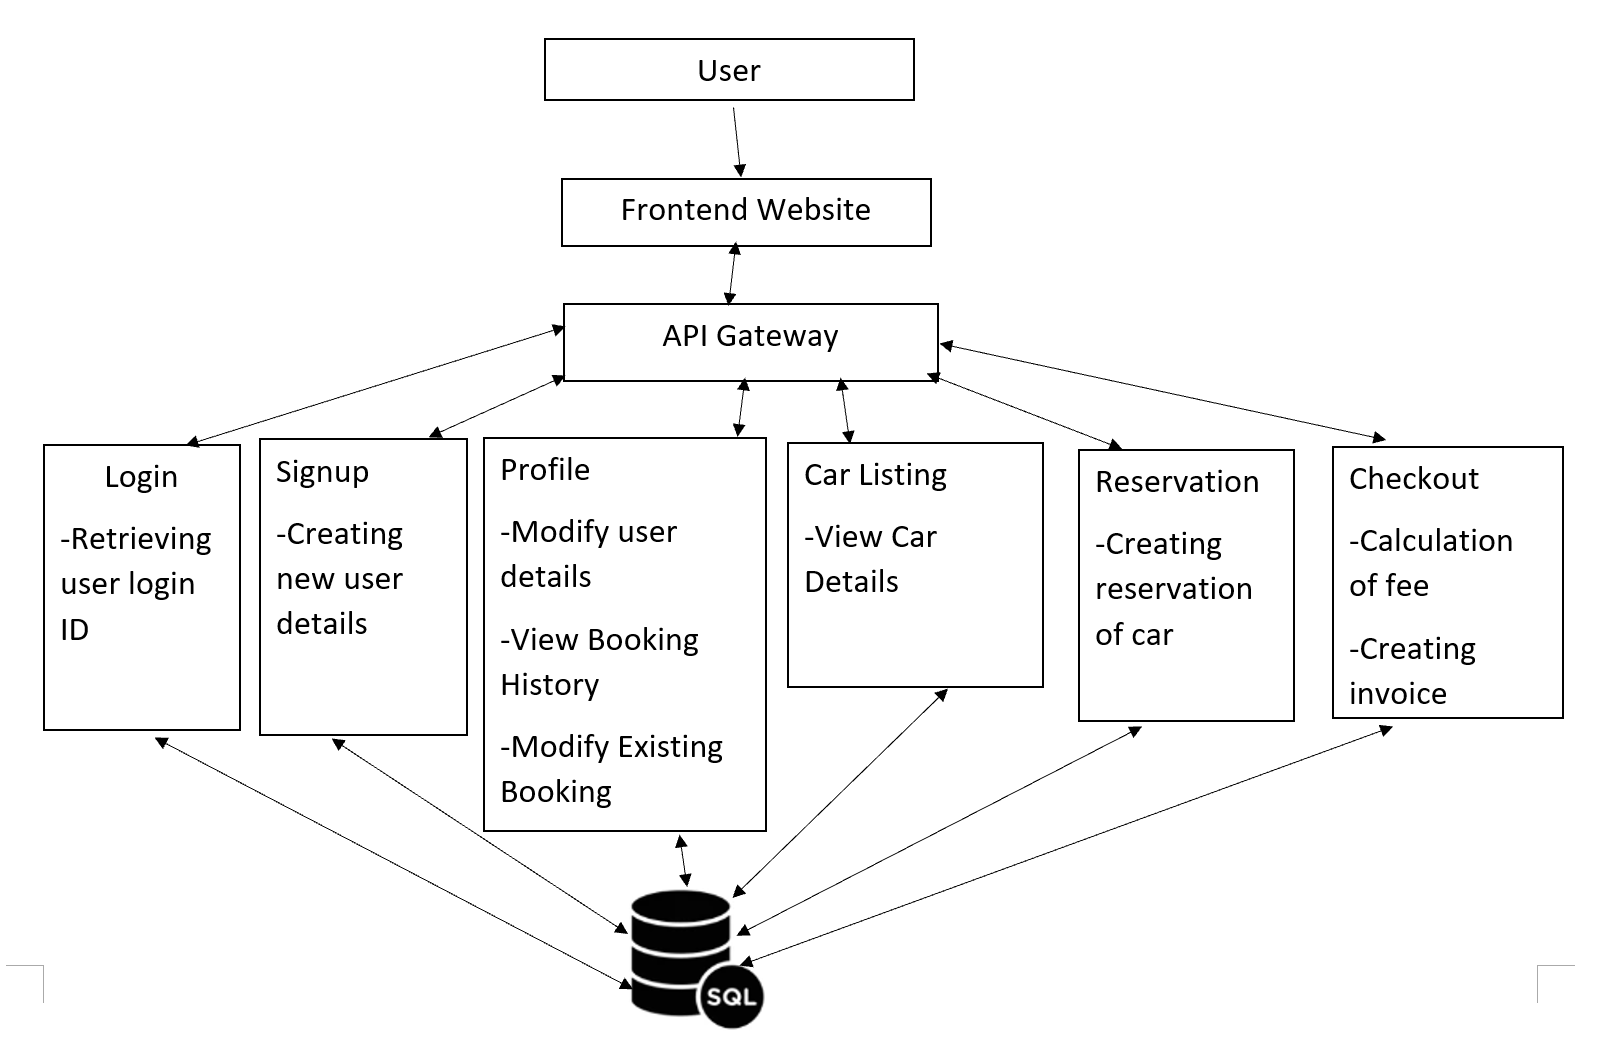 User
Frontend Website
API Gateway
Login
-Retrieving
user login
ID
Signup
-Creating
new user
details
Profile
-Modify user
details
-View Booking
History
-Modify Existing
Booking
Car Listing
-View Car
Details
Reservation
-Creating
reservation
of car
Checkout
-Calculation
of fee
-Creating
invoice
SQL